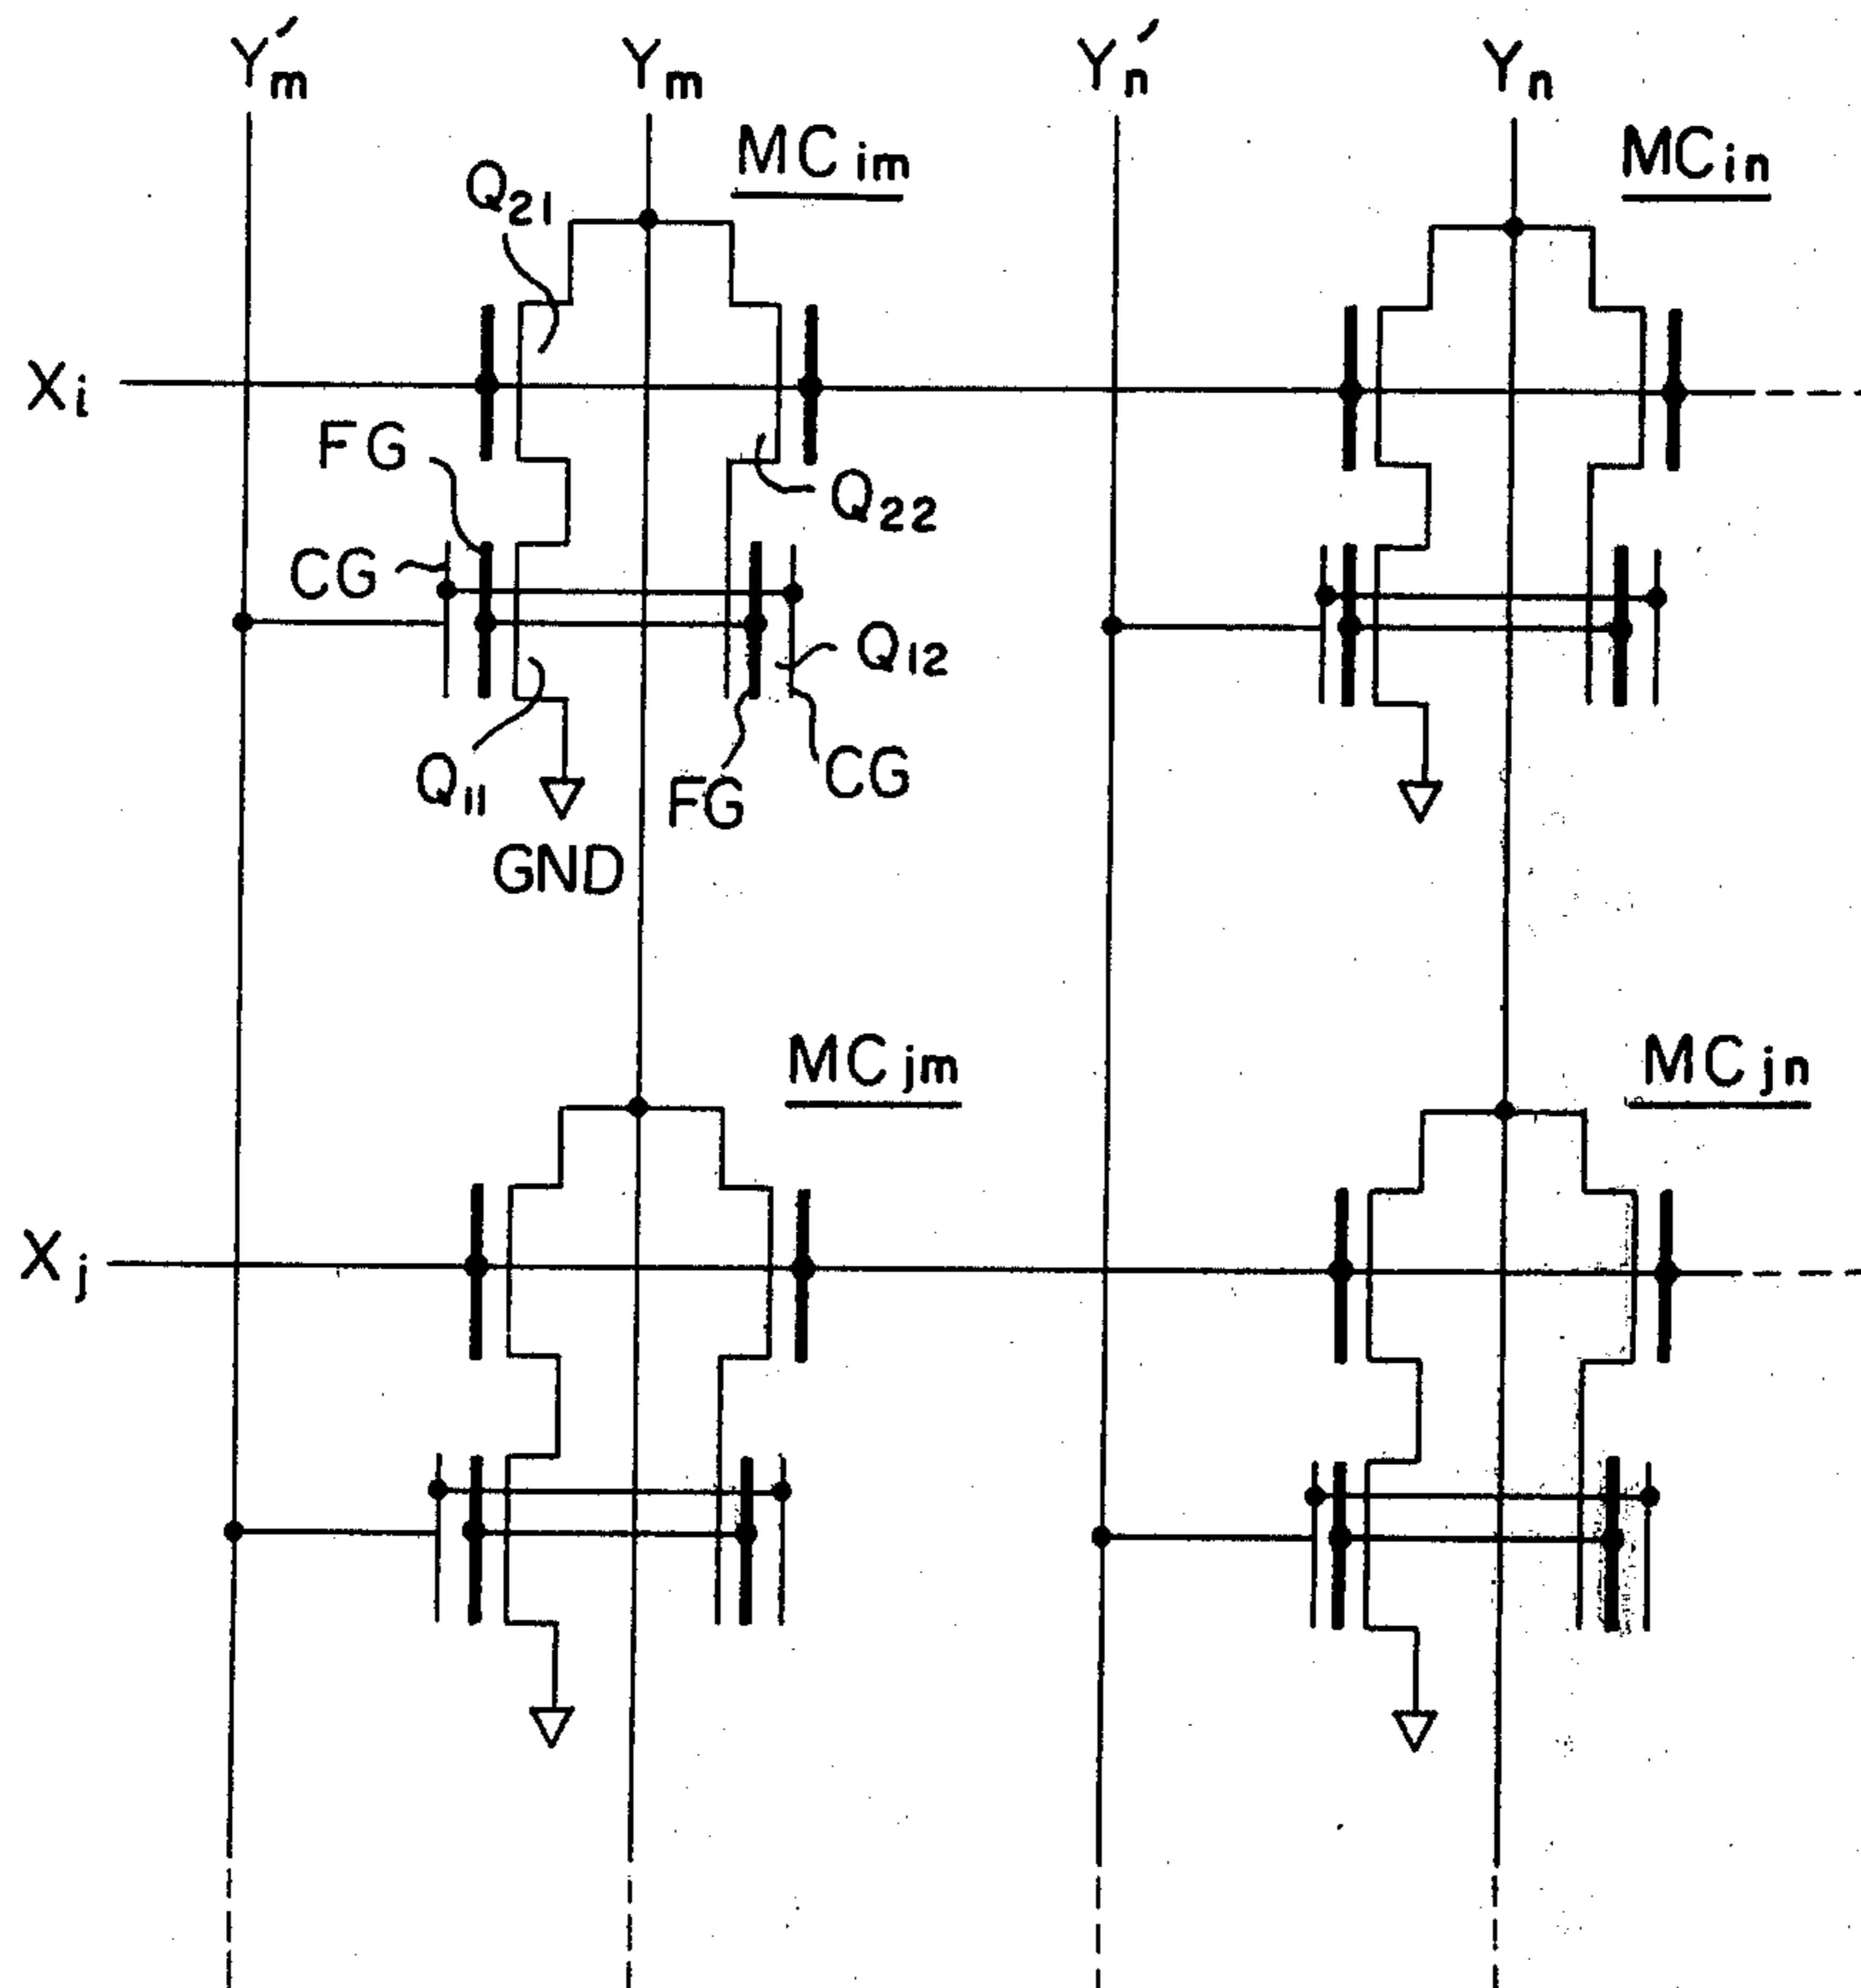 Y′m Ym Y′n Yn
MCim MCin
Q21
Xi
FG
Q22
CG
Q12
Q11
FG
CG
GND
MCjm MCjn
Xj